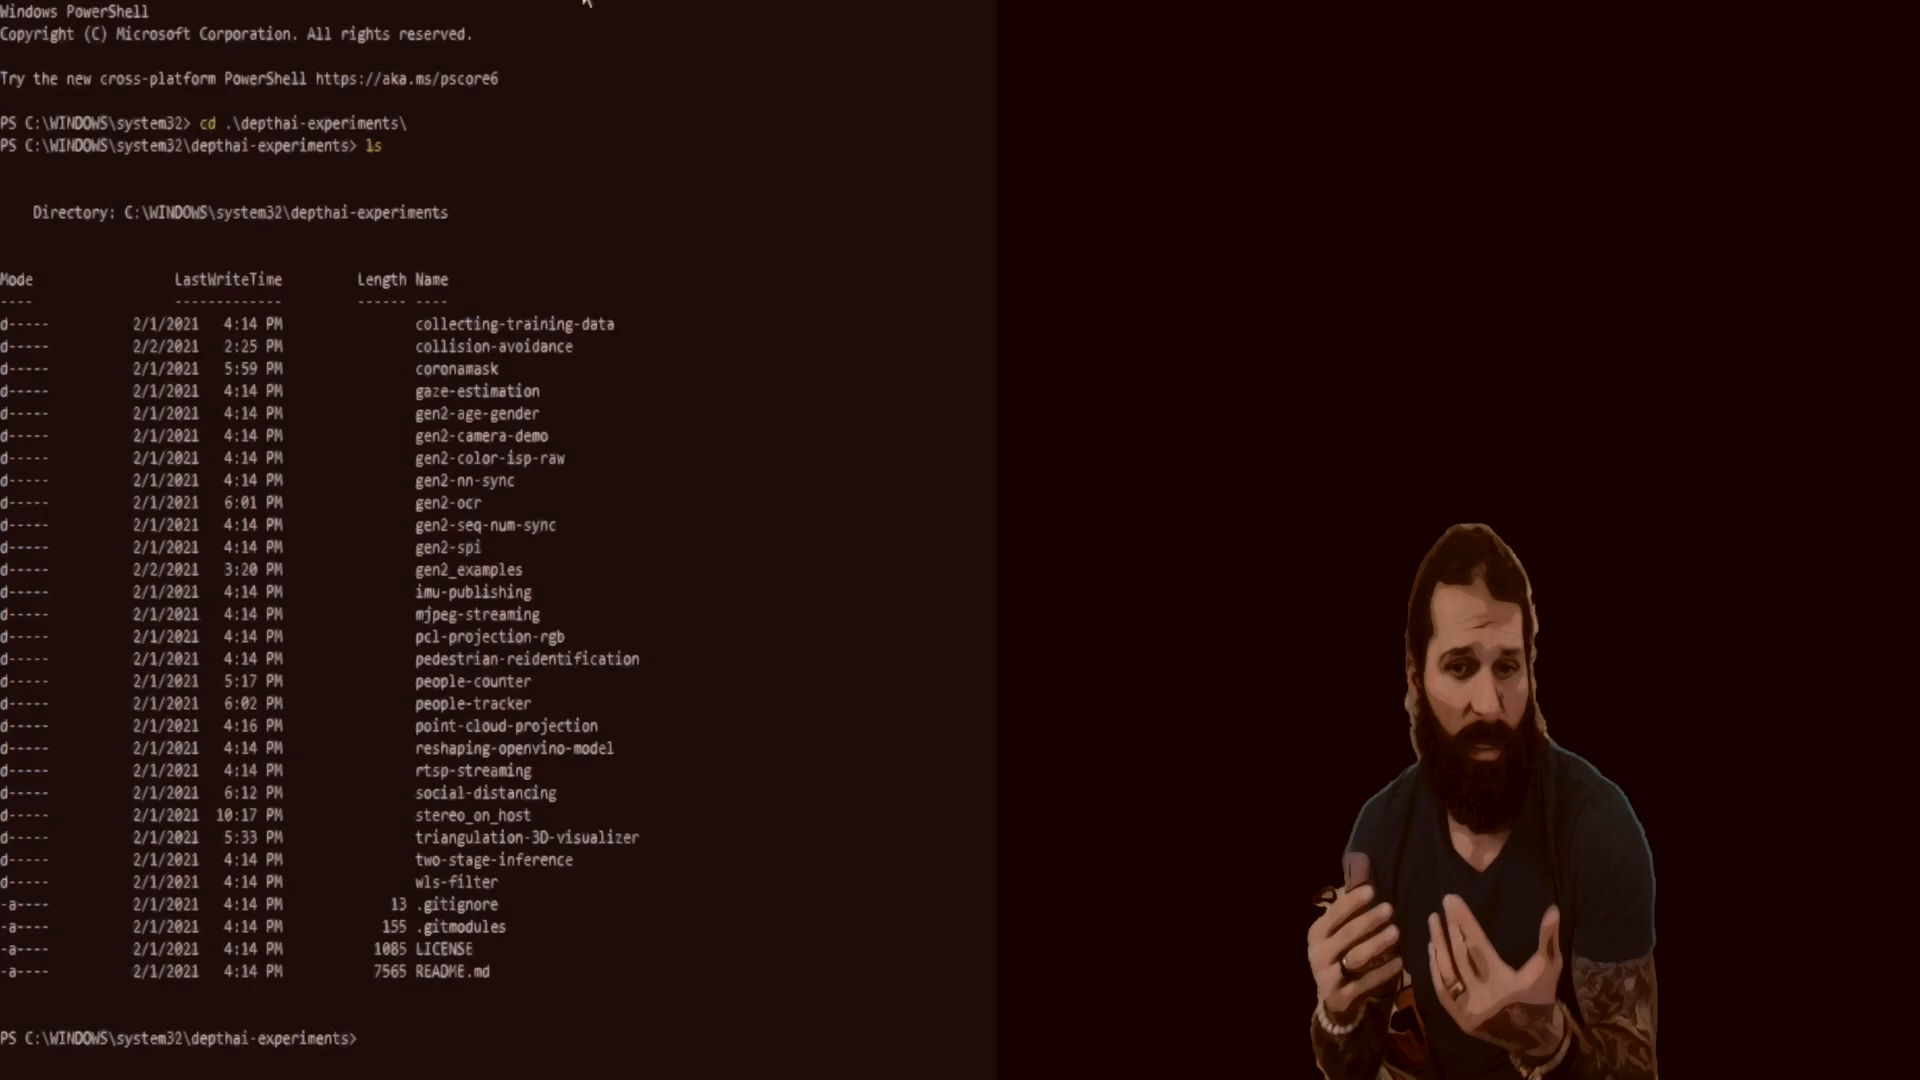 Windows PowerShell
Copyright (C) Microsoft Corporation. All rights reserved.
Try the new cross-platform PowerShell https://aka.ms/pscore6
PS C:\WINDOWS\system32> cd .\depthai-experiments\
PS C:\WINDOWS\system32\depthai-experiments> ls
Directory: C:\WINDOWS\system32\depthai-experiments
Mode LastWriteTime Length Name
---- ------------- ------ ----
d----- 2/1/2021 4:14 PM collecting-training-data
d----- 2/2/2021 2:25 PM collision-avoidance
d----- 2/1/2021 5:59 PM coronamask
d----- 2/1/2021 4:14 PM gaze-estimation
d----- 2/1/2021 4:14 PM gen2-age-gender
d----- 2/1/2021 4:14 PM gen2-camera-demo
d----- 2/1/2021 4:14 PM gen2-color-isp-raw
d----- 2/1/2021 4:14 PM gen2-nn-sync
d----- 2/1/2021 6:01 PM gen2-ocr
d----- 2/1/2021 4:14 PM gen2-seq-num-sync
d----- 2/1/2021 4:14 PM gen2-spi
d----- 2/2/2021 3:20 PM gen2_examples
d----- 2/1/2021 4:14 PM imu-publishing
d----- 2/1/2021 4:14 PM mjpeg-streaming
d----- 2/1/2021 4:14 PM pcl-projection-rgb
d----- 2/1/2021 4:14 PM pedestrian-reidentification
d----- 2/1/2021 5:17 PM people-counter
d----- 2/1/2021 6:02 PM people-tracker
d----- 2/1/2021 4:16 PM point-cloud-projection
d----- 2/1/2021 4:14 PM reshaping-openvino-model
d----- 2/1/2021 4:14 PM rtsp-streaming
d----- 2/1/2021 6:12 PM social-distancing
d----- 2/1/2021 10:17 PM stereo_on_host
d----- 2/1/2021 5:33 PM triangulation-3D-visualizer
d----- 2/1/2021 4:14 PM two-stage-inference
d----- 2/1/2021 4:14 PM wls-filter
-a---- 2/1/2021 4:14 PM 13 .gitignore
-a---- 2/1/2021 4:14 PM 155 .gitmodules
-a---- 2/1/2021 4:14 PM 1085 LICENSE
-a---- 2/1/2021 4:14 PM 7565 README.md
PS C:\WINDOWS\system32\depthai-experiments>